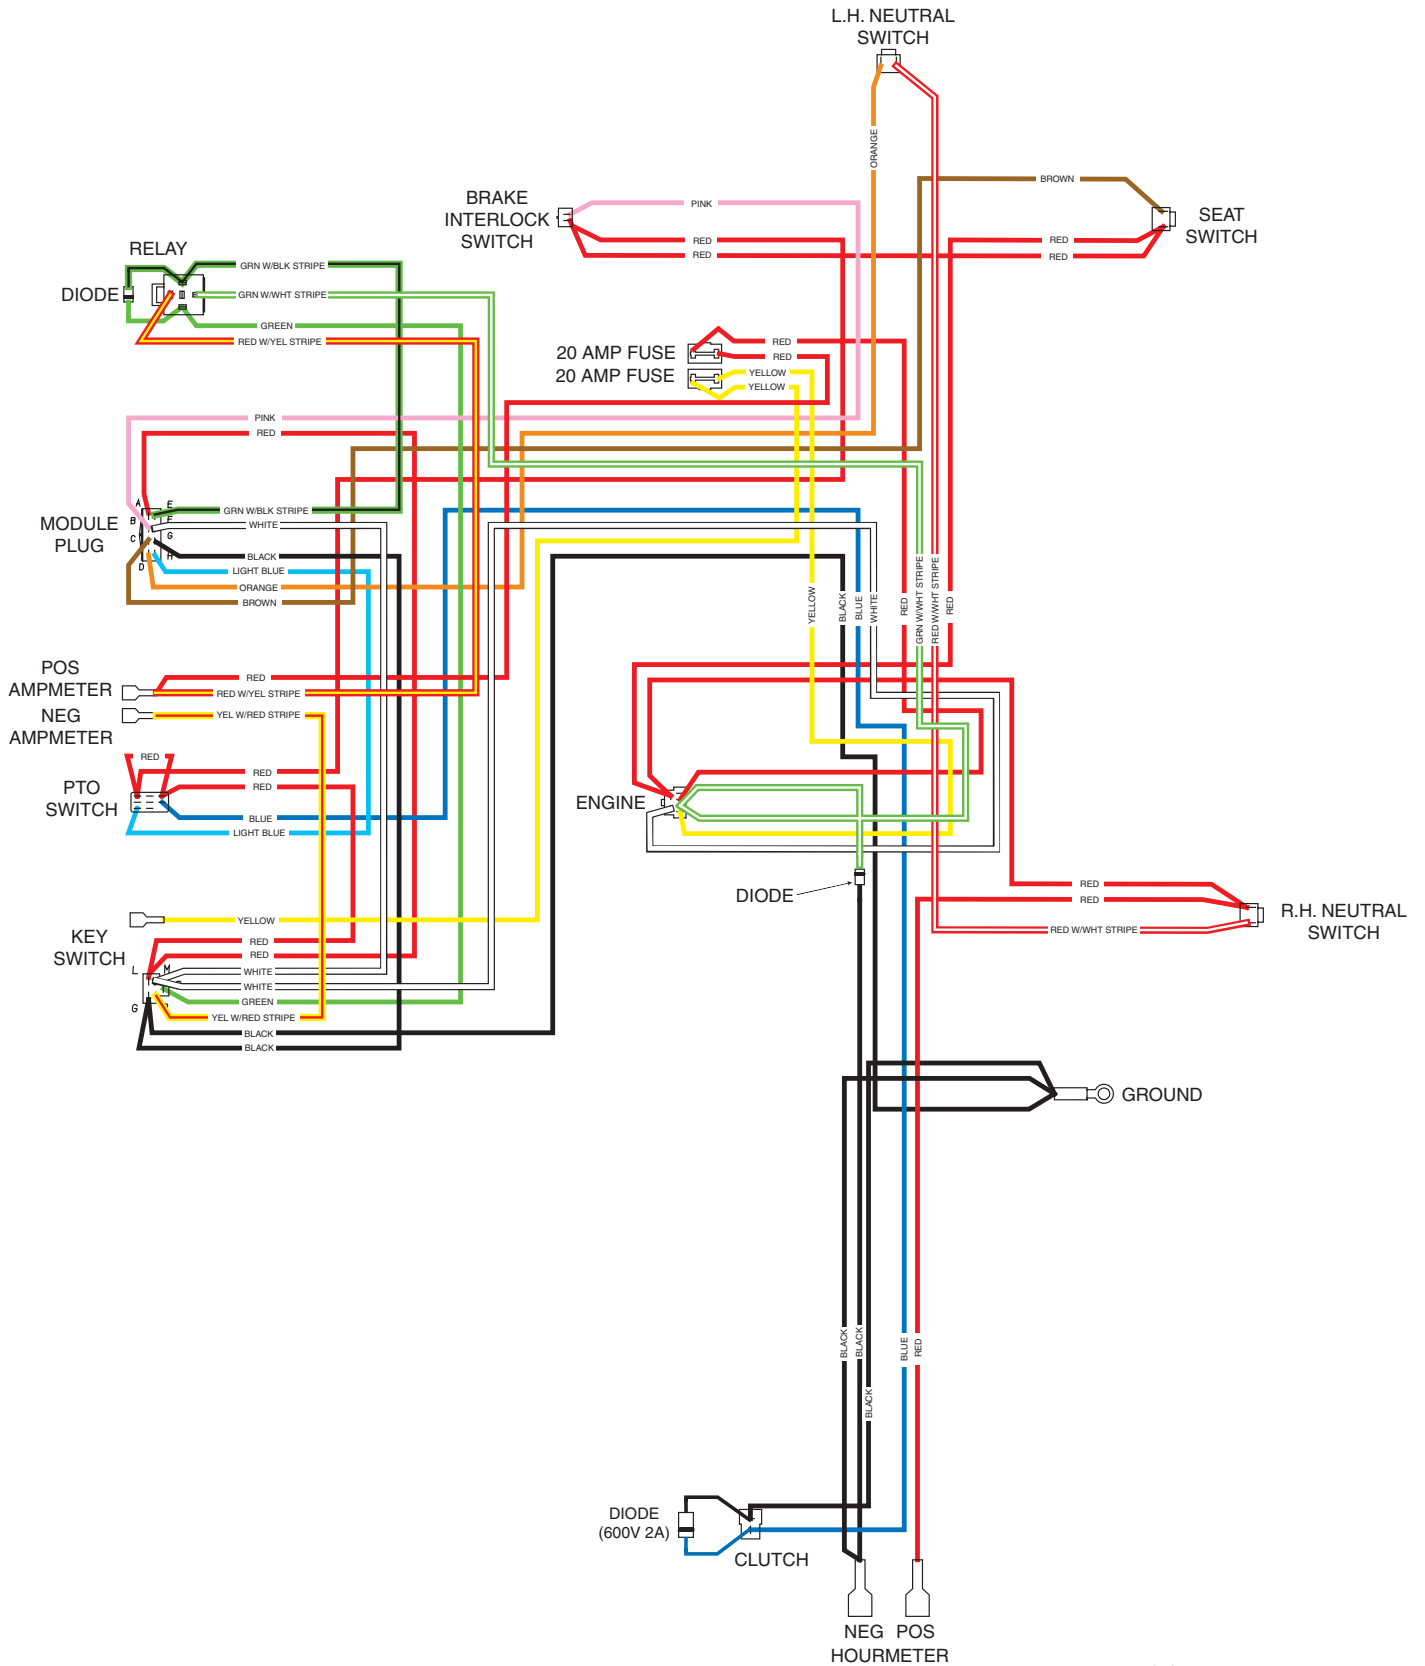 L.H. NEUTRAL
SWITCH
ORANGE
BROWN
BRAKE
INTERLOCK
SWITCH
PINK
RED
RED
RED
RED
SEAT
SWITCH
RELAY
DIODE
GRN W/BLK STRIPE
GRN W/WHT STRIPE
GREEN
RED W/YEL STRIPE
20 AMP FUSE
20 AMP FUSE
RED
RED
YELLOW
YELLOW
PINK
RED
MODULE
PLUG
A
B
C
D
E
F
G
H
GRN W/BLK STRIPE
WHITE
BLACK
LIGHT BLUE
ORANGE
BROWN
YELLOW
BLACK
BLUE
WHITE
RED
GRN W/WHT STRIPE
RED W/WHT STRIPE
RED
POS
AMPMETER
RED
RED W/YEL STRIPE
NEG
AMPMETER
YEL W/RED STRIPE
PTO
SWITCH
RED
RED
RED
BLUE
LIGHT BLUE
ENGINE
DIODE
RED
RED
RED W/WHT STRIPE
R.H. NEUTRAL
SWITCH
KEY
SWITCH
YELLOW
RED
RED
L
M
G
WHITE
WHITE
GREEN
YEL W/RED STRIPE
BLACK
BLACK
GROUND
BLACK
BLACK
BLACK
BLUE
RED
DIODE
(600V 2A)
CLUTCH
NEG POS
HOURMETER